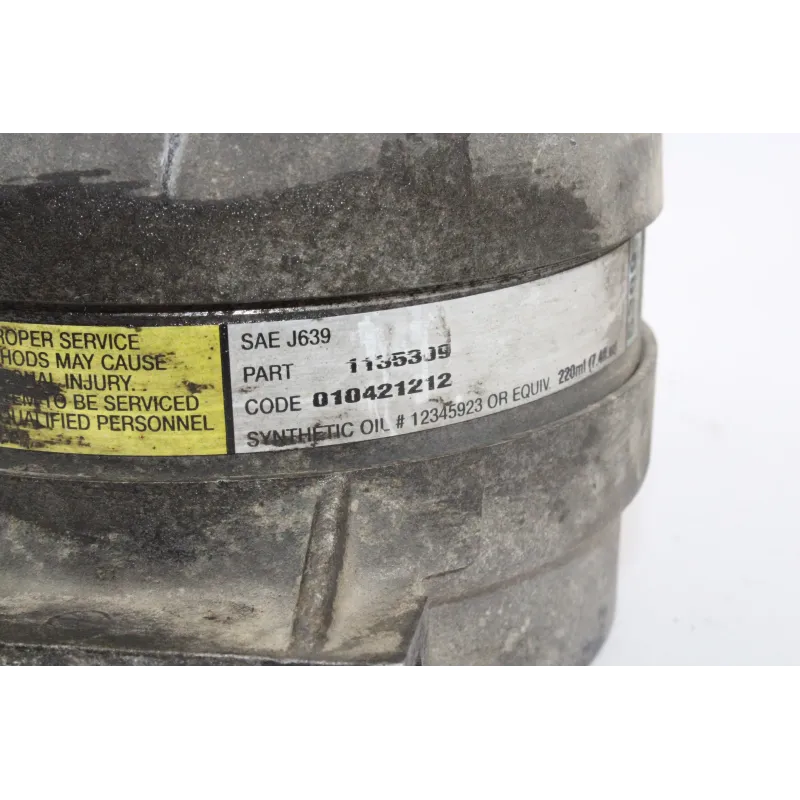 ROPER SERVICE
HODS MAY CAUSE
INJURY.
TO BE SERVICED
QUALIFIED PERSONNEL
SAE J639
PART 1135309
CODE 010421212
SYNTHETIC OIL # 12345923 OR EQUIV. 220ml